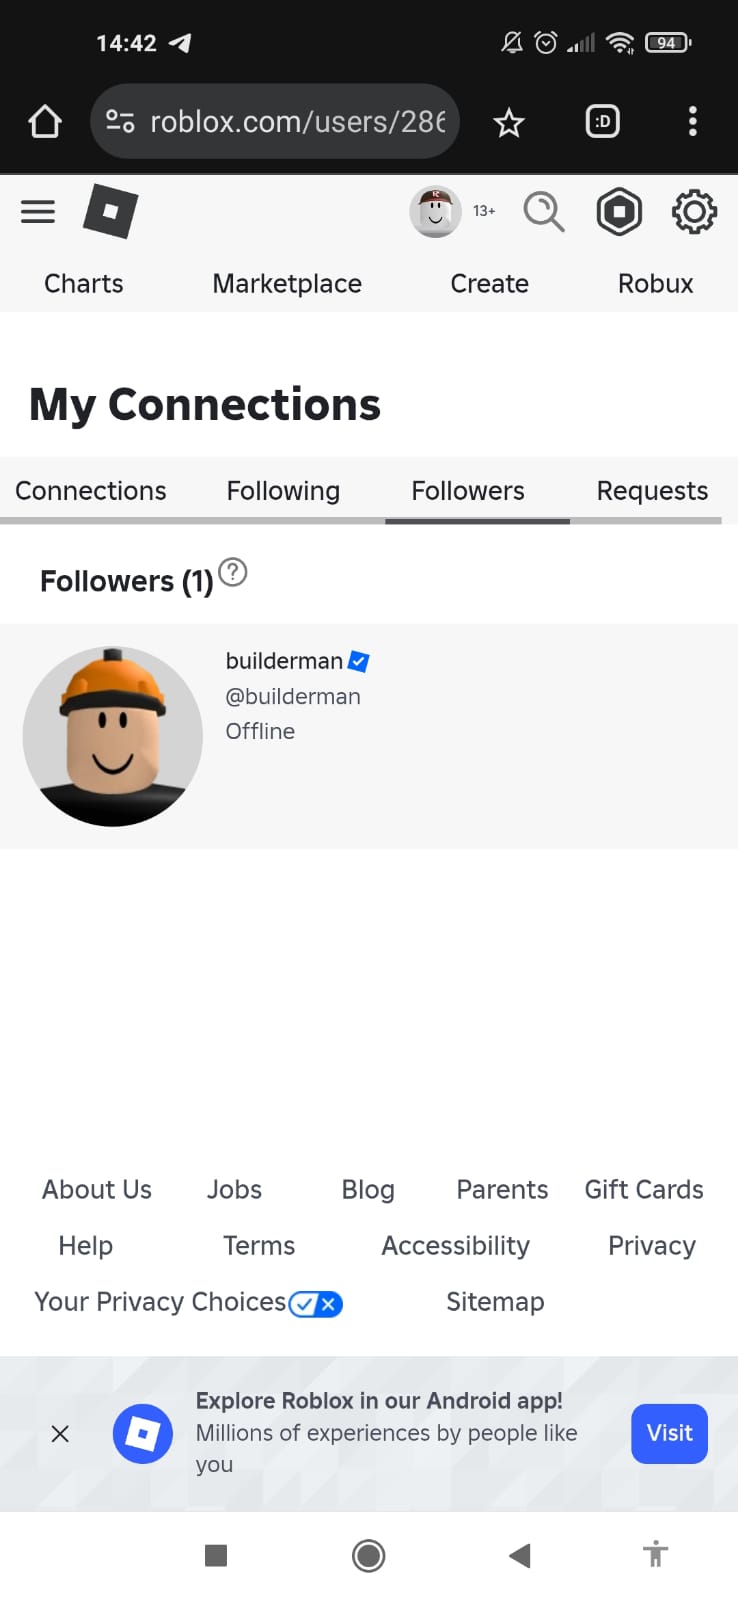 14:42
94
roblox.com/users/286
:D
13+
Charts Marketplace Create Robux
My Connections
Connections Following Followers Requests
Followers (1)
?
builderman
@builderman
Offline
About Us Jobs Blog Parents Gift Cards
Help Terms Accessibility Privacy
Your Privacy Choices Sitemap
Explore Roblox in our Android app!
Millions of experiences by people like
you
Visit